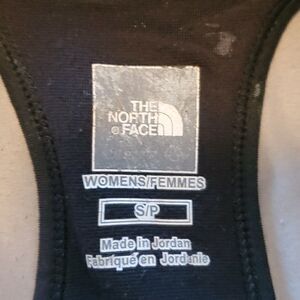 THE
NORTH
FACE
WOMENS/FEMMES
S/P
Made in Jordan
Fabriqué en Jordanie